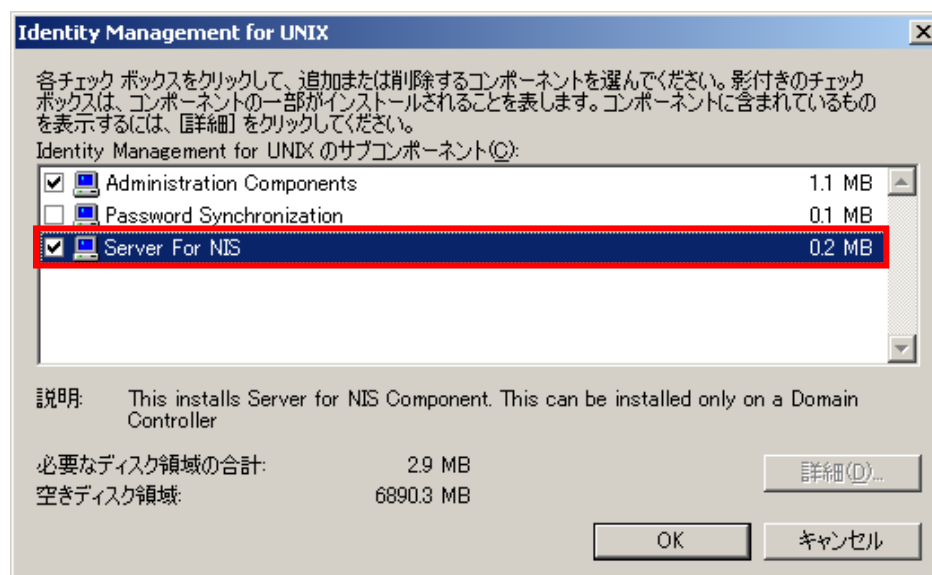 Identity Management for UNIX
各チェック ボックスをクリックして、追加または削除するコンポーネントを選んでください。影付きのチェック
ボックスは、コンポーネントの一部がインストールされることを表します。コンポーネントに含まれているもの
を表示するには、[詳細] をクリックしてください。
Identity Management for UNIX のサブコンポーネント(C):
Administration Components 1.1 MB
Password Synchronization 0.1 MB
Server For NIS 0.2 MB
説明: This installs Server for NIS Component. This can be installed only on a Domain
Controller
必要なディスク領域の合計: 2.9 MB
空きディスク領域: 6890.3 MB
詳細(D)...
OK キャンセル